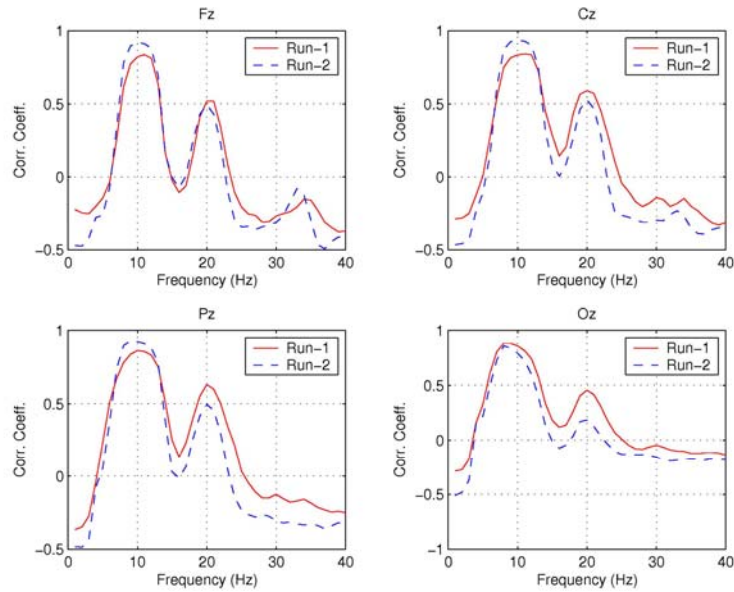 Fz
Corr. Coeff.
1
0.5
0
−0.5
Run-1
Run-2
0 10 20 30 40
Frequency (Hz)
Cz
Corr. Coeff.
1
0.5
0
−0.5
Run-1
Run-2
0 10 20 30 40
Frequency (Hz)
Pz
Corr. Coeff.
1
0.5
0
−0.5
Run-1
Run-2
0 10 20 30 40
Frequency (Hz)
Oz
Corr. Coeff.
1
0.5
0
−0.5
−1
Run-1
Run-2
0 10 20 30 40
Frequency (Hz)